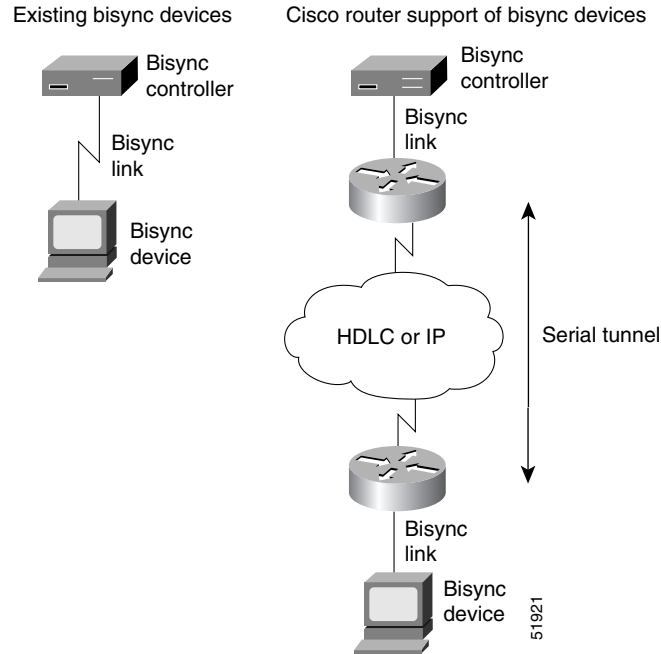 Existing bisync devices
Bisync
controller
Bisync
link
Bisync
device
Cisco router support of bisync devices
Bisync
controller
Bisync
link
HDLC or IP
Serial tunnel
Bisync
link
Bisync
device
51921